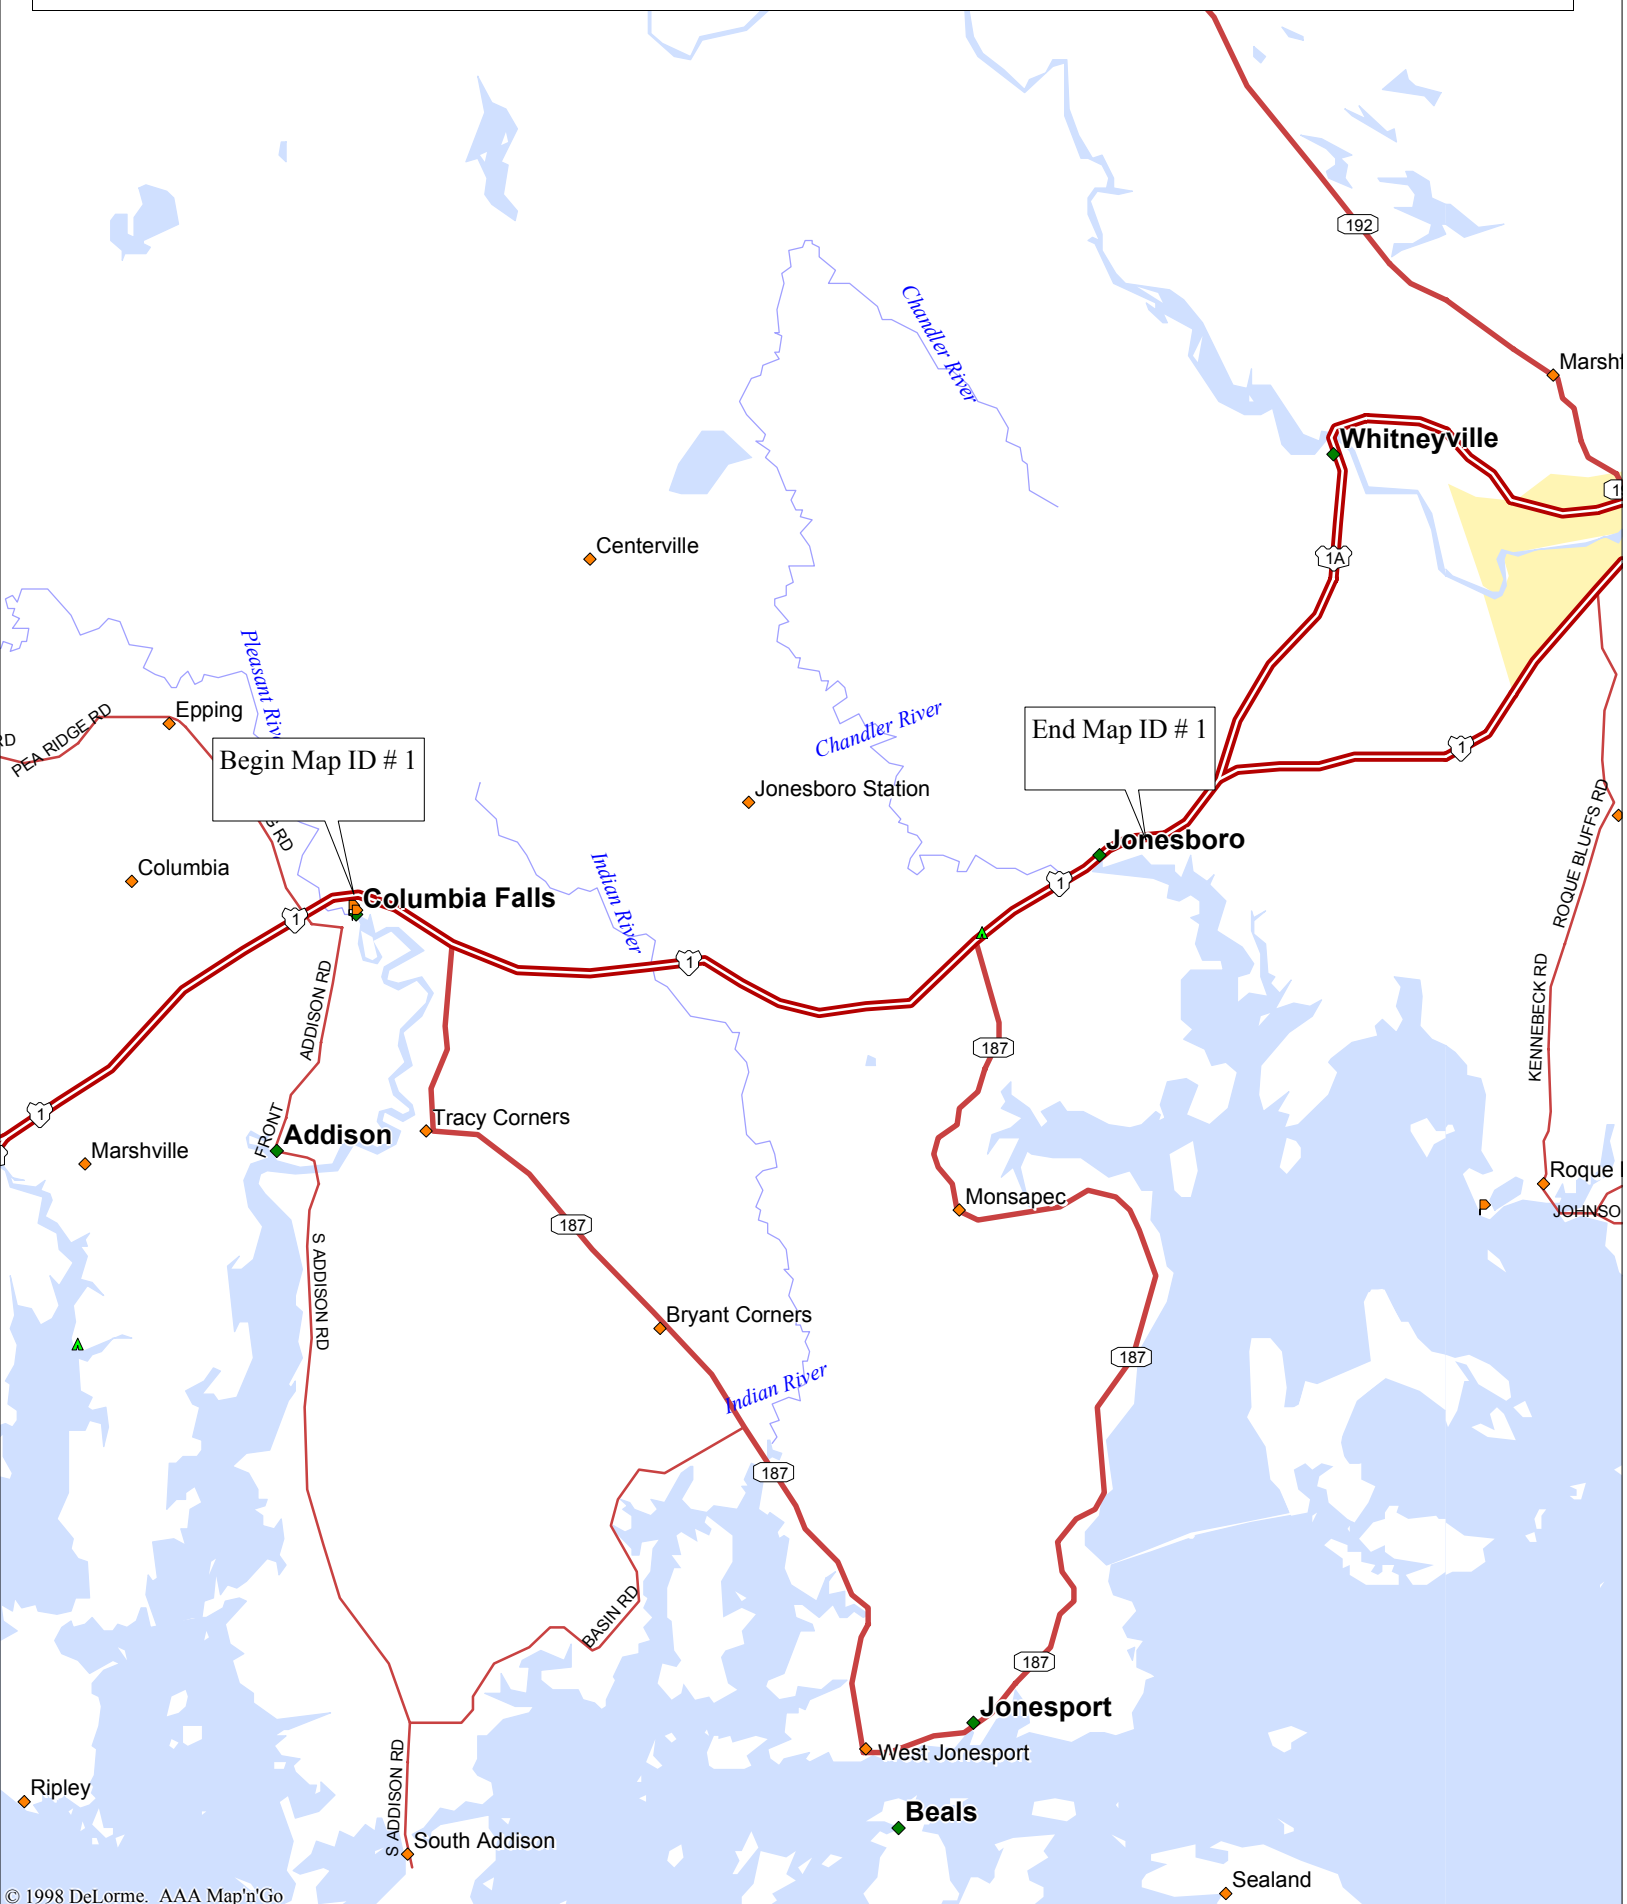 192
Chandler River
Marshf
Whitneyville
Centerville
1A
Pleasant Rive
Epping
RD
PEA RIDGE RD
Chandler River
Begin Map ID # 1
End Map ID # 1
1
Jonesboro Station
G RD
Jonesboro
Columbia
Indian River
1
ROQUE BLUFFS RD
Columbia Falls
1
1
ADDISON RD
KENNEBECK RD
187
1
FRONT
Addison
Tracy Corners
Marshville
Roque
Monsapec
JOHNSO
187
S ADDISON RD
Bryant Corners
187
Indian River
187
BASIN RD
187
Jonesport
West Jonesport
S ADDISON RD
Ripley
Beals
South Addison
Sealand
© 1998 DeLorme. AAA Map'n'Go